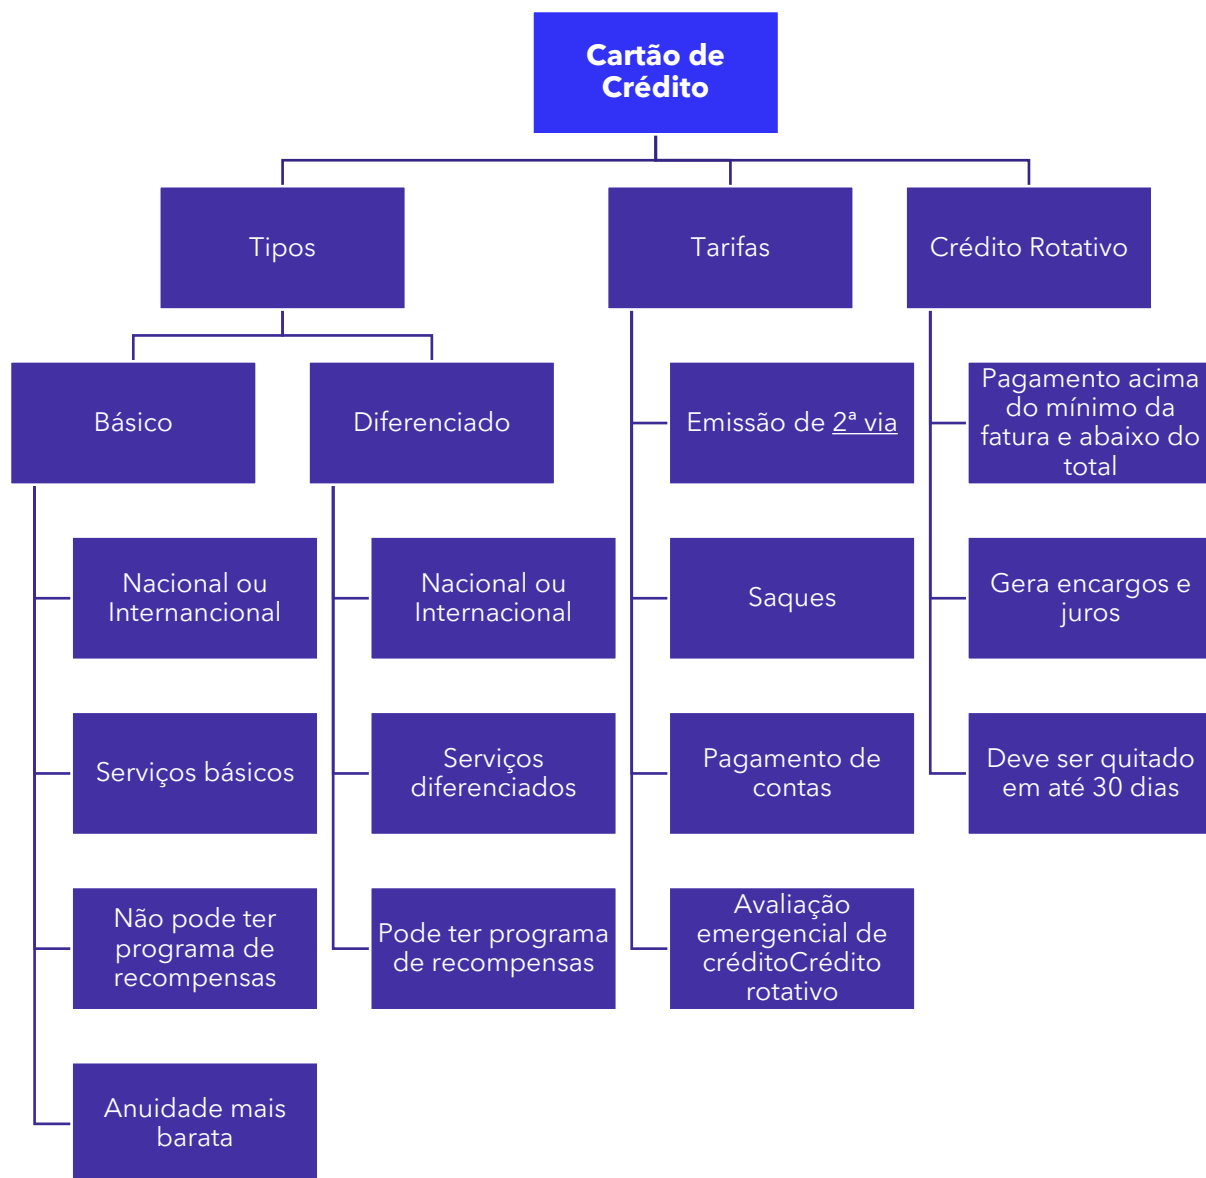 Cartão de
Crédito
Tipos
Tarifas
Crédito Rotativo
Básico
Diferenciado
Emissão de 2ª via
Pagamento acima
do mínimo da
fatura e abaixo do
total
Nacional ou
Internancional
Nacional ou
Internacional
Saques
Gera encargos e
juros
Serviços básicos
Serviços
diferenciados
Pagamento de
contas
Deve ser quitado
em até 30 dias
Não pode ter
programa de
recompensas
Pode ter programa
de recompensas
Avaliação
emergencial de
créditoCrédito
rotativo
Anuidade mais
barata